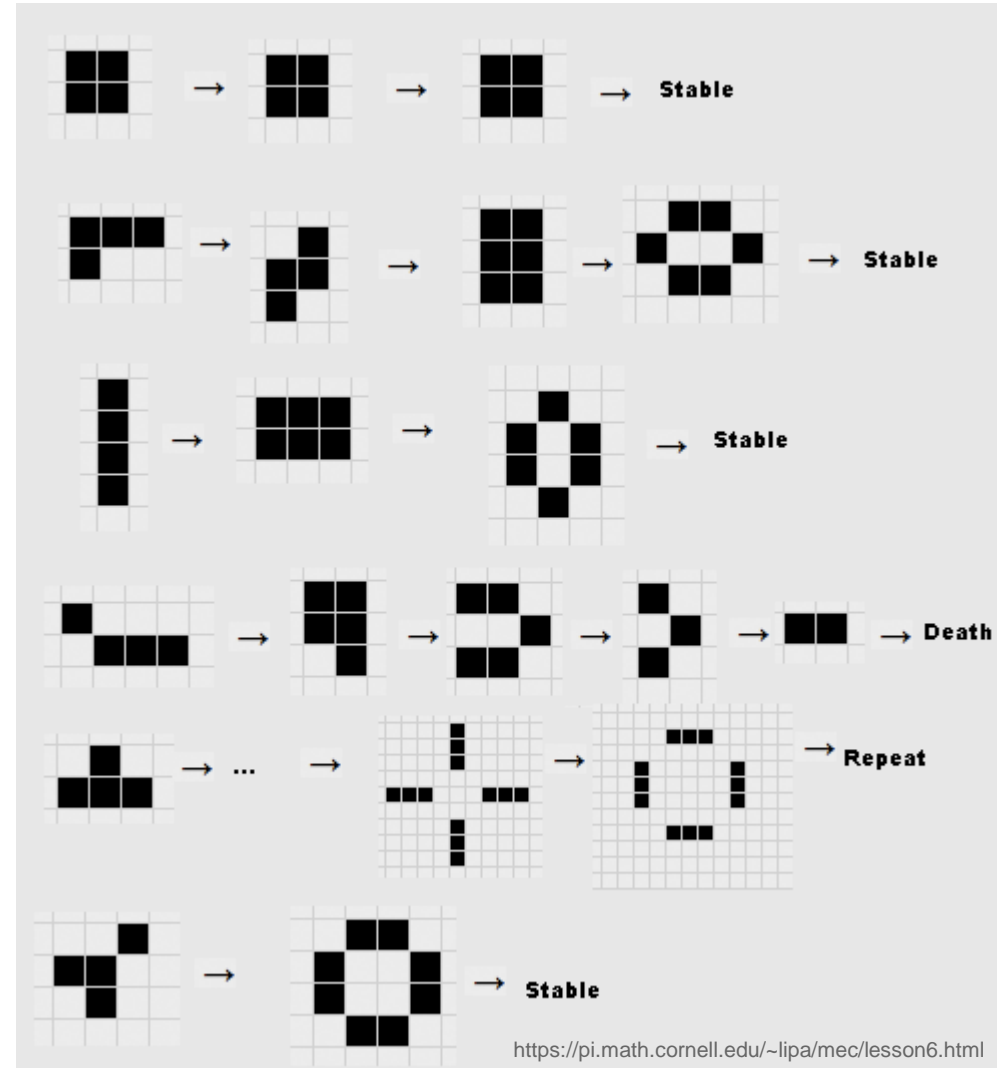 Stable
Stable
Stable
Death
...
Repeat
Stable
https://pi.math.cornell.edu/~lipa/mec/lesson6.html